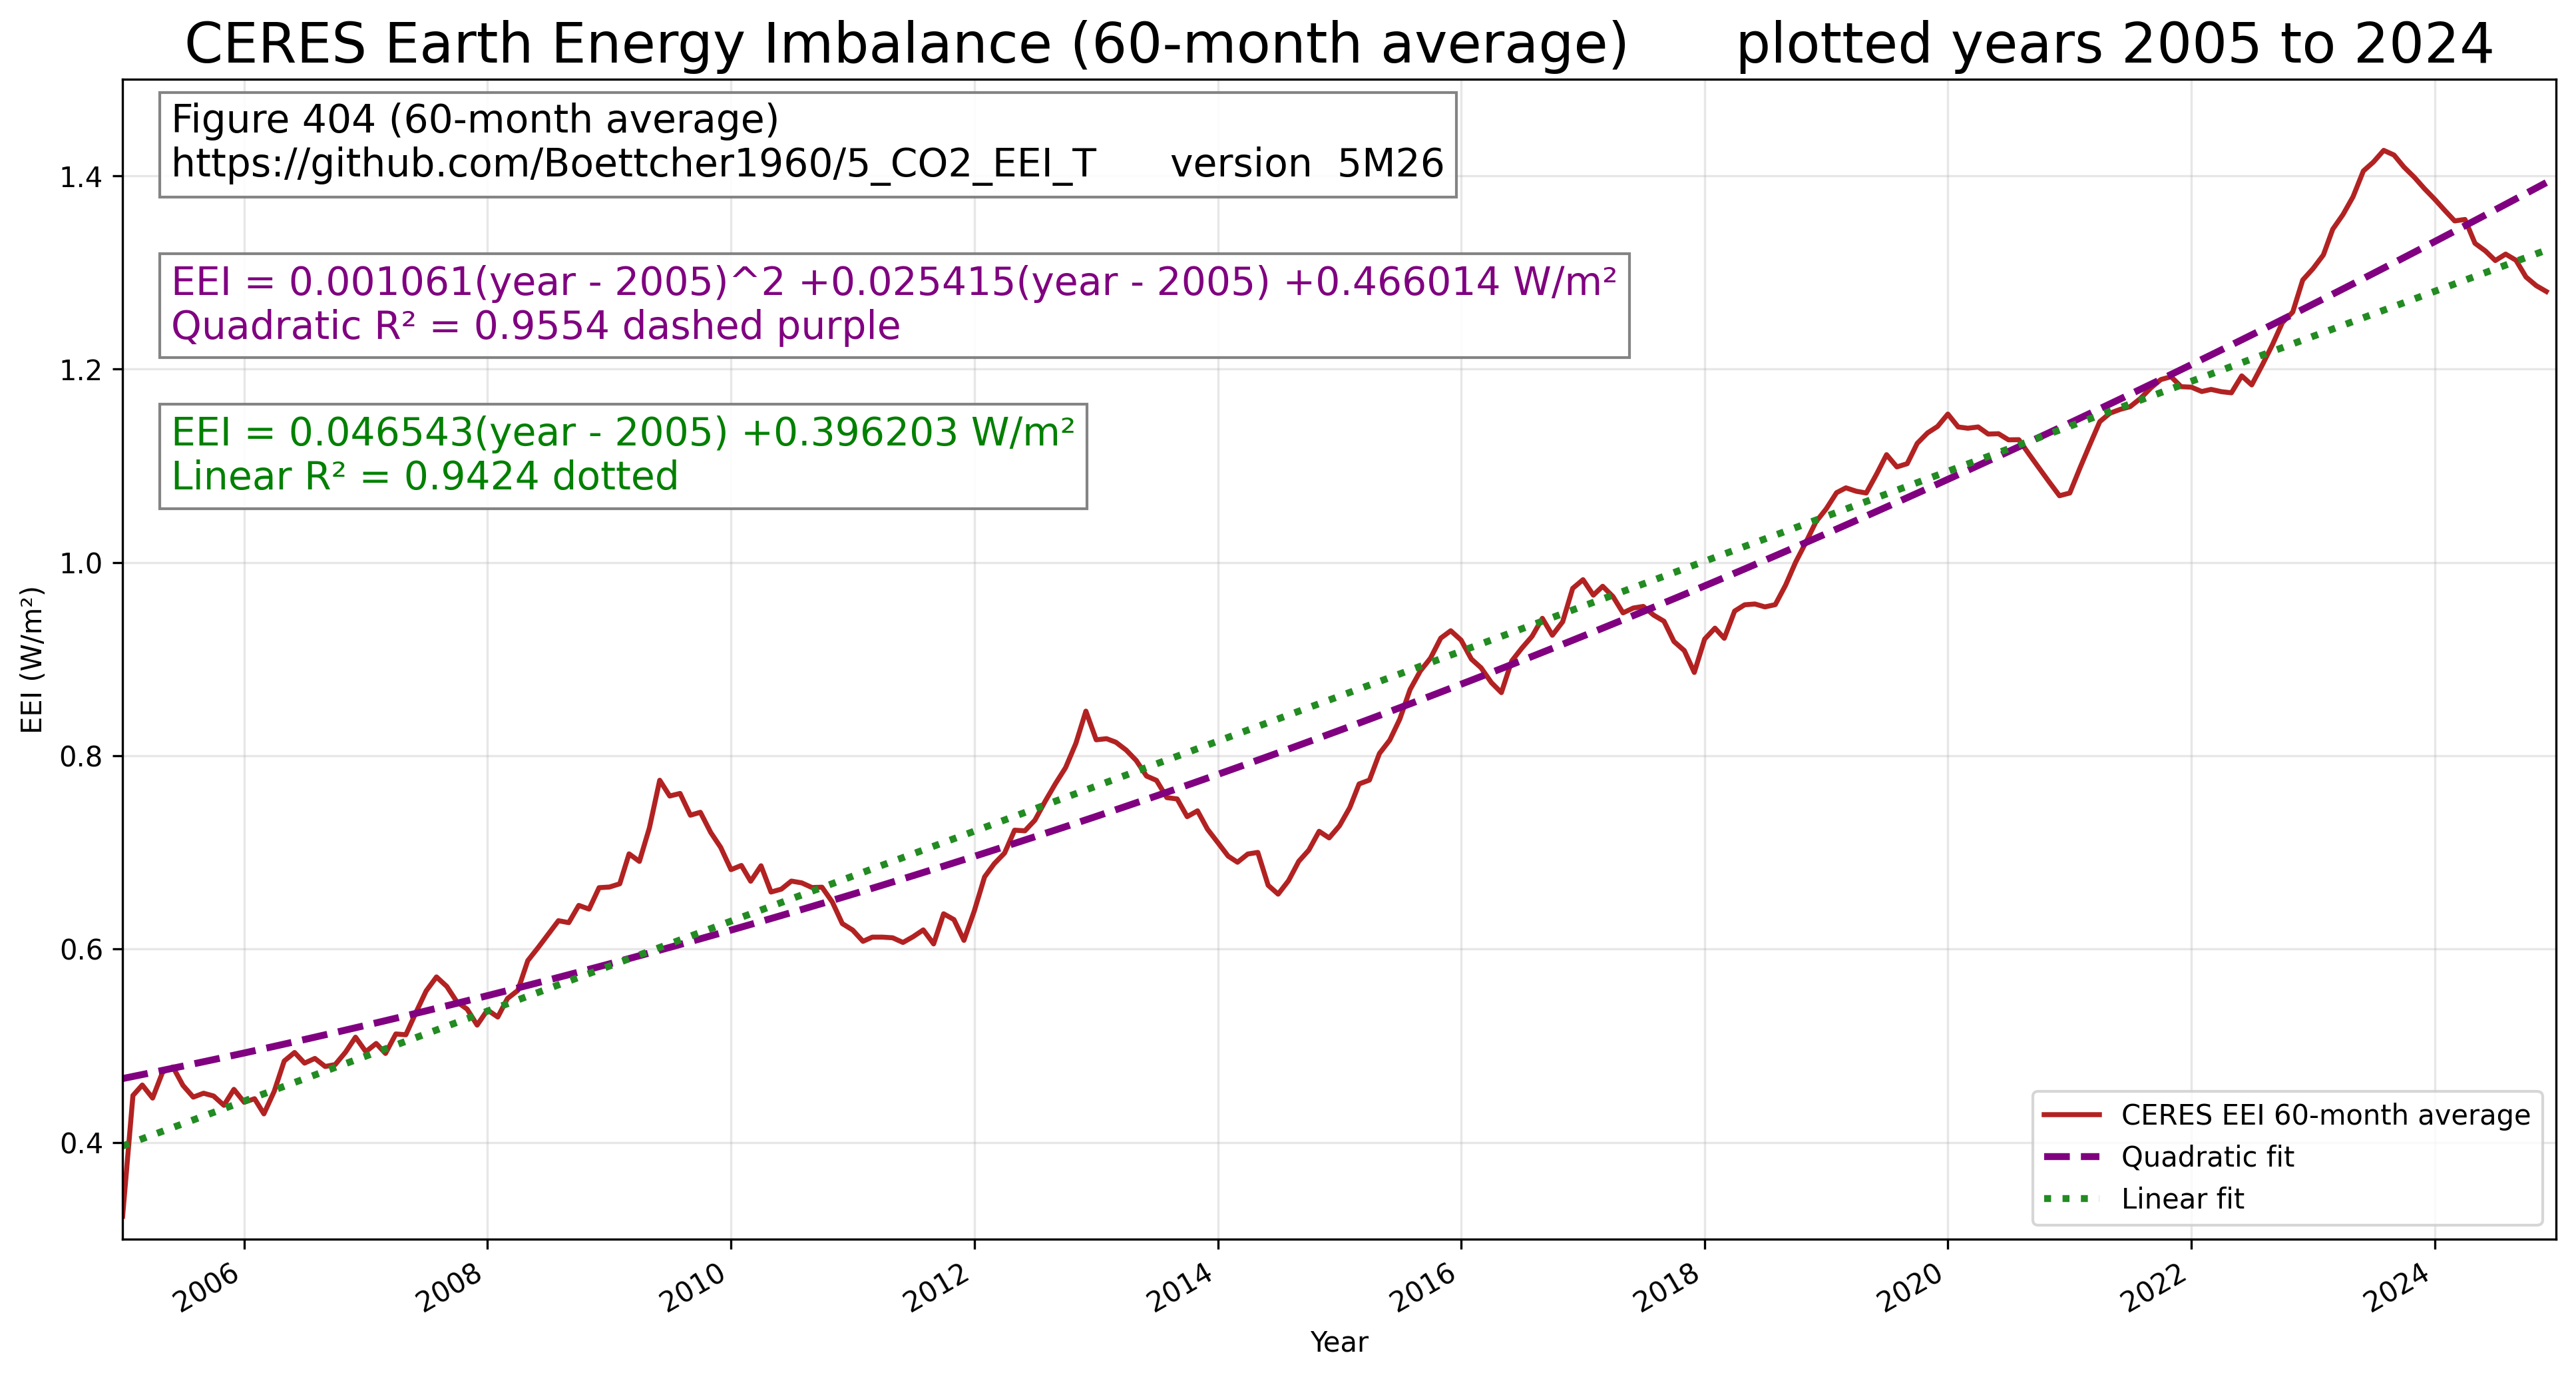 CERES Earth Energy Imbalance (60-month average)      plotted years 2005 to 2024
Figure 404 (60-month average)
https://github.com/Boettcher1960/5_CO2_EEI_T      version  5M26
EEI = 0.001061(year - 2005)^2 +0.025415(year - 2005) +0.466014 W/m²
Quadratic R² = 0.9554 dashed purple
EEI = 0.046543(year - 2005) +0.396203 W/m²
Linear R² = 0.9424 dotted
EEI (W/m²)
1.4
1.2
1.0
0.8
0.6
0.4
CERES EEI 60-month average
Quadratic fit
Linear fit
2006
2008
2010
2012
2014
2016
2018
2020
2022
2024
Year